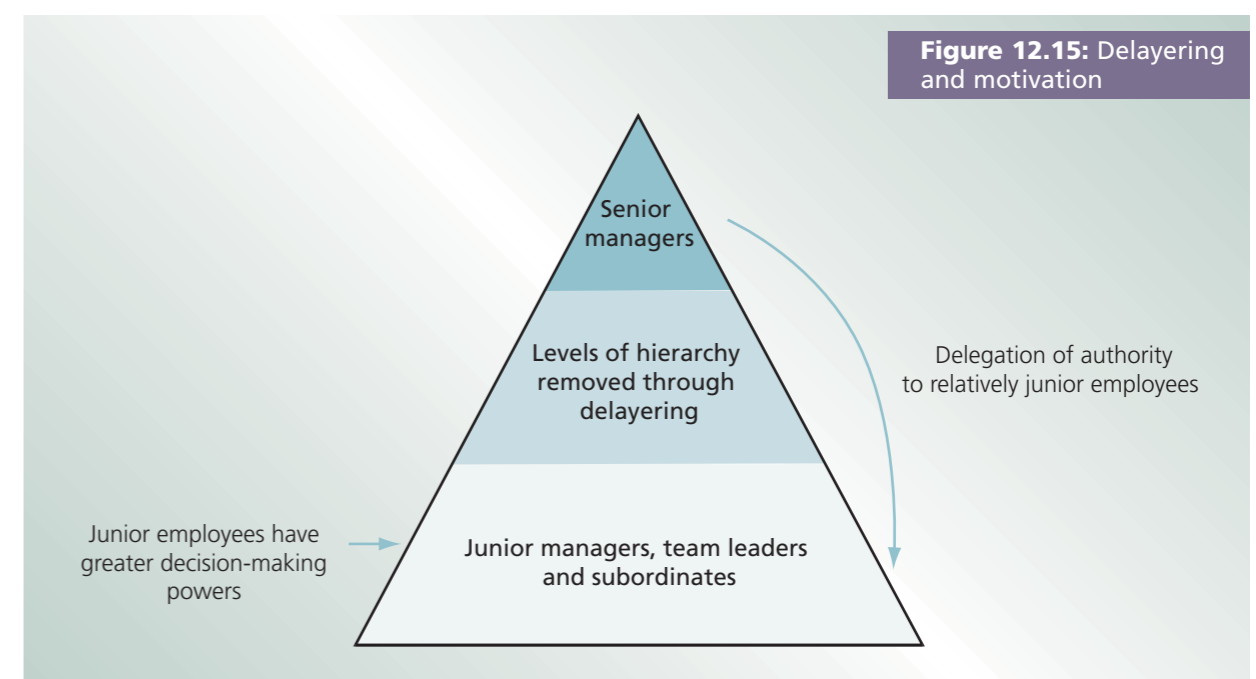 Figure 12.15: Delayering
and motivation
Senior
managers
Levels of hierarchy
removed through
delayering
Delegation of authority
to relatively junior employees
Junior employees have
greater decision-making
powers
Junior managers, team leaders
and subordinates